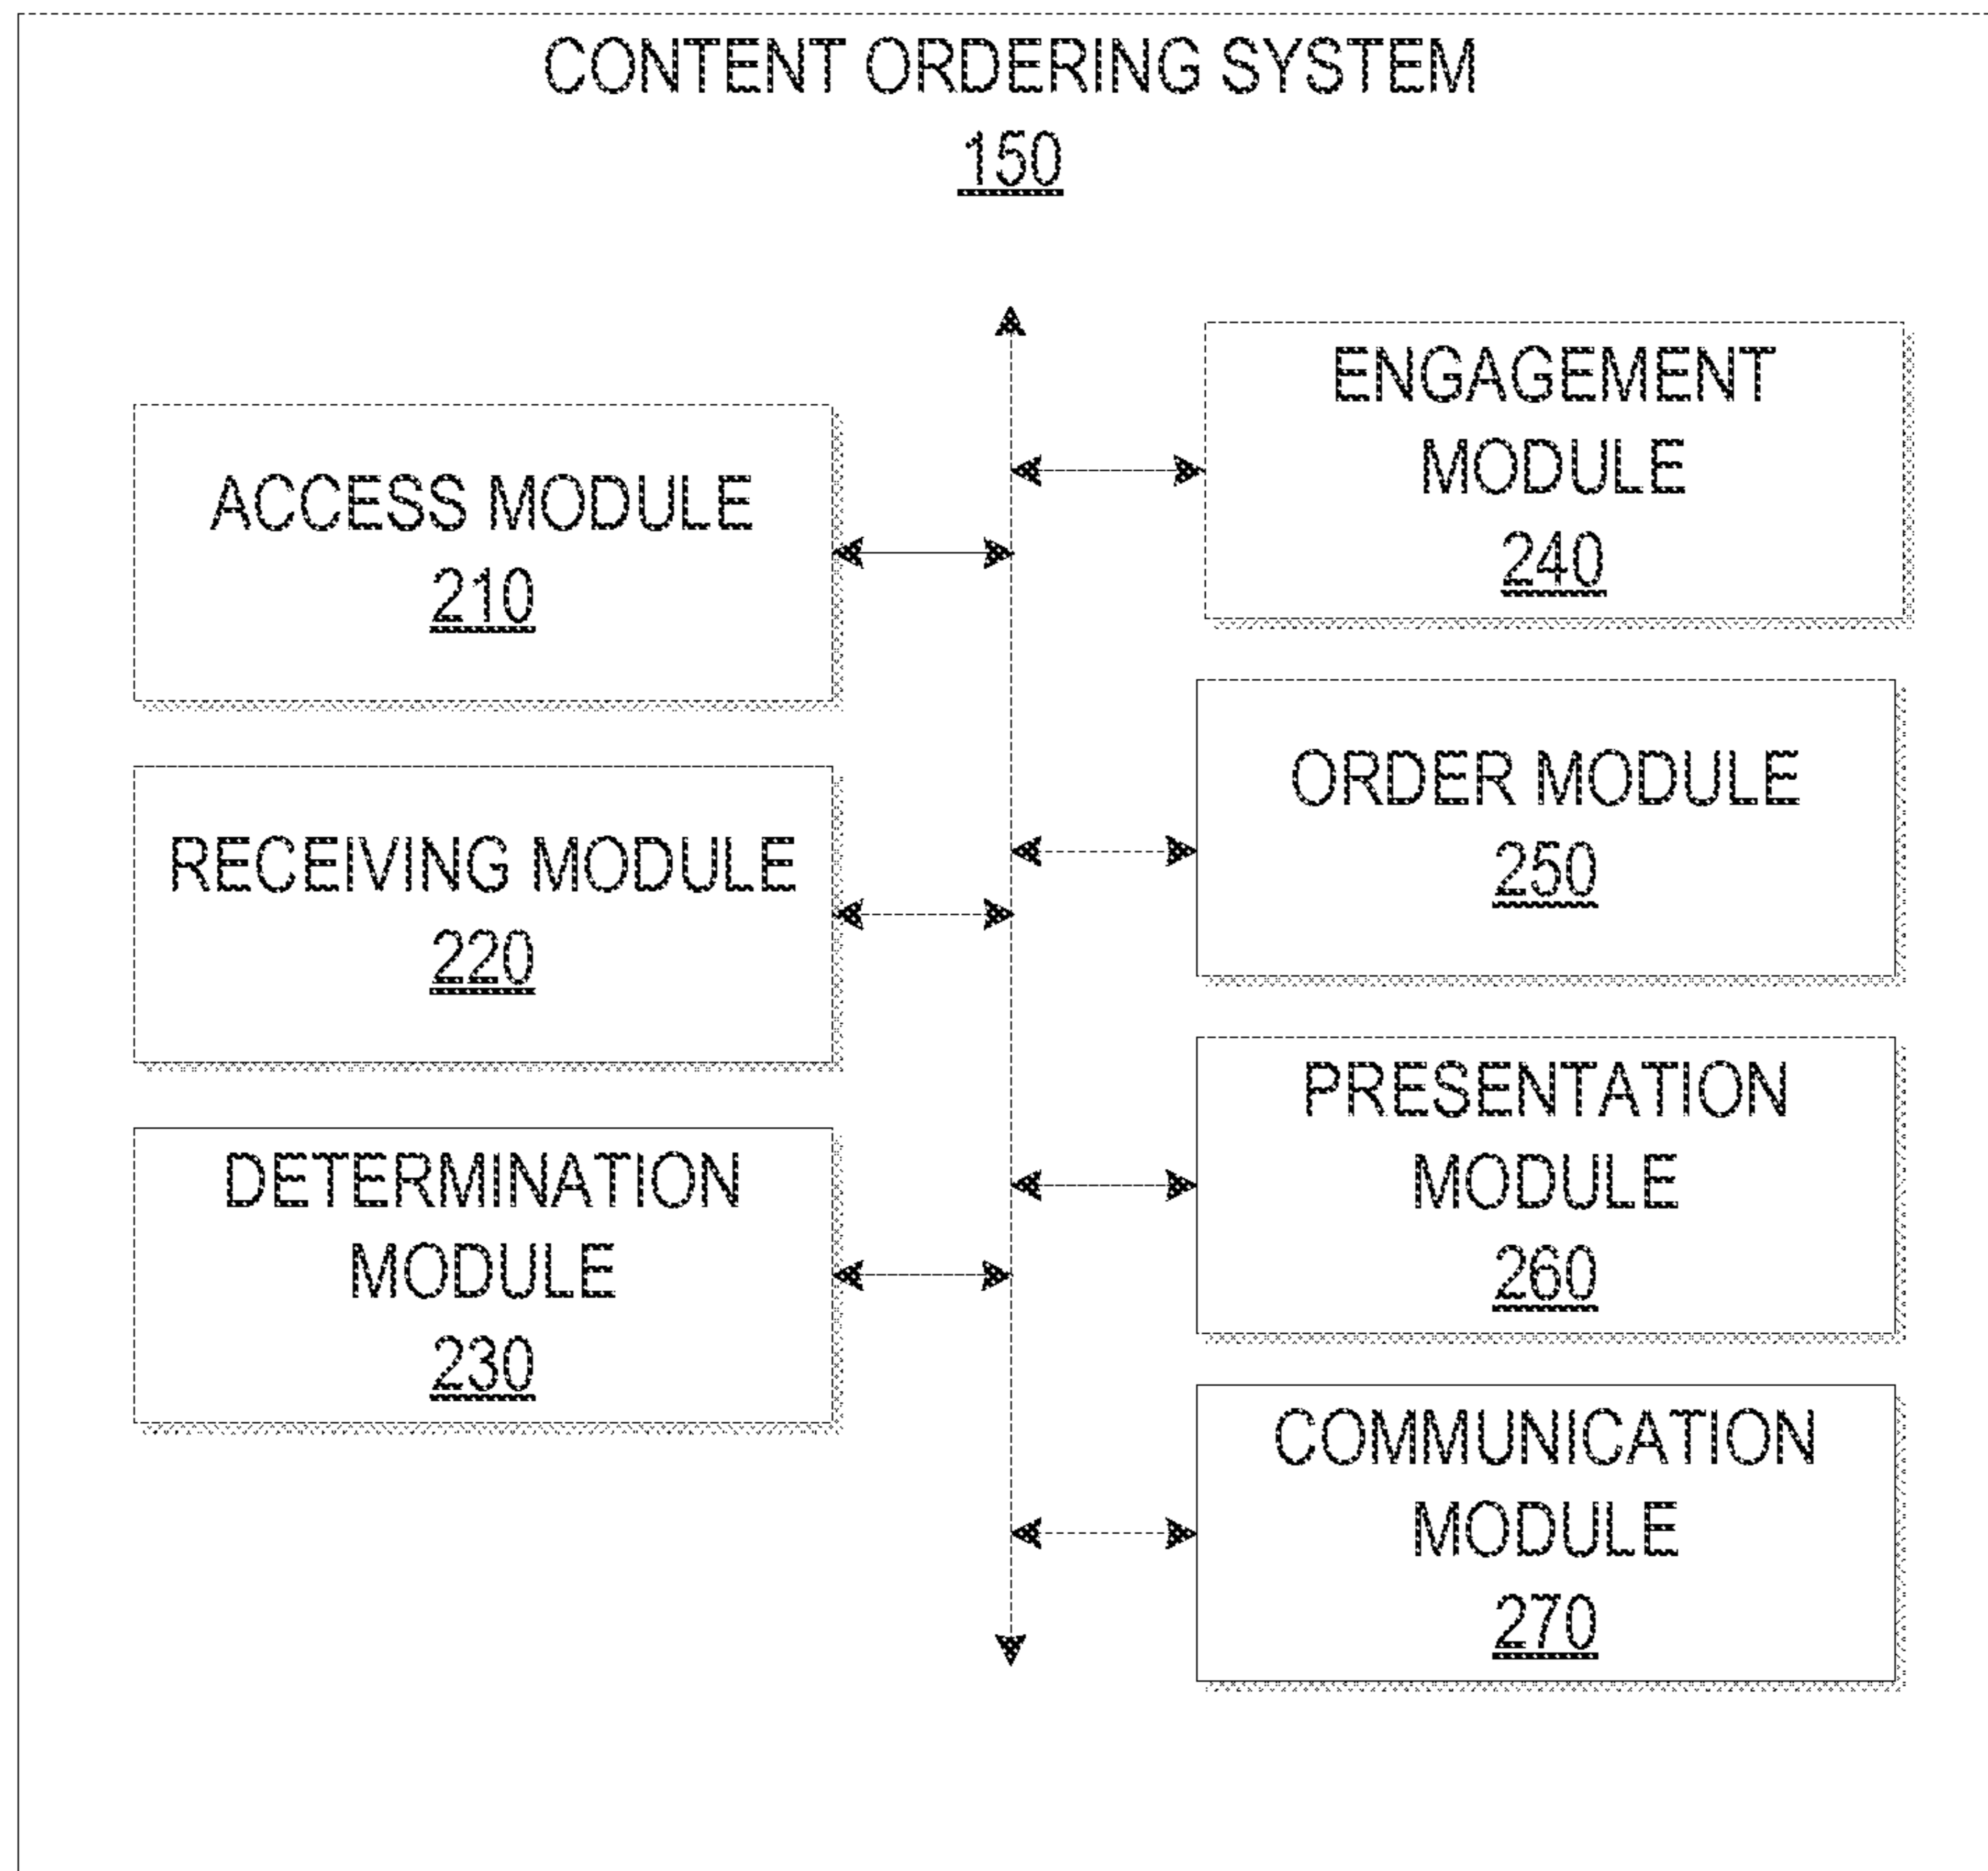 CONTENT ORDERING SYSTEM
150
ACCESS MODULE
210
RECEIVING MODULE
220
DETERMINATION
MODULE
230
ENGAGEMENT
MODULE
240
ORDER MODULE
250
PRESENTATION
MODULE
260
COMMUNICATION
MODULE
270